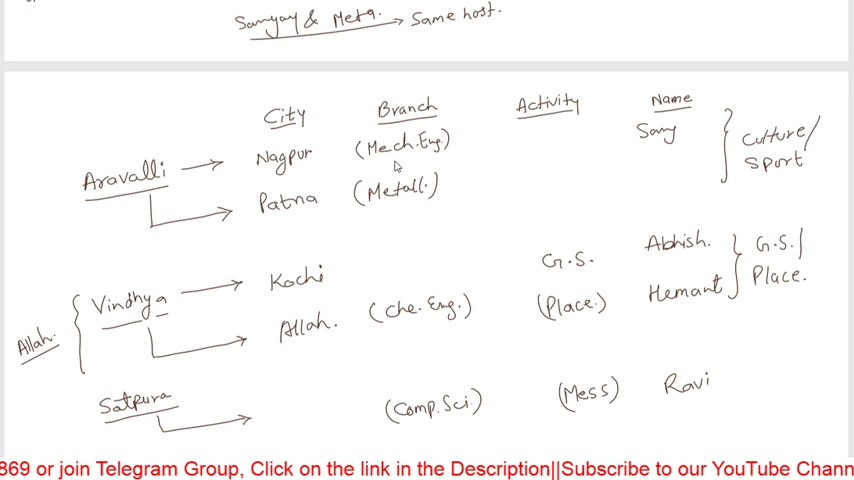 Sanjay & Meta. → Same host.
City Branch Activity Name
Aravalli → Nagpur (Mech.Eng.) Sanj } Culture/
→ Patna (Metall.) Sport
Vindhya → Kochi G.S. Abhish. } G.S./
Allah. { → Allah. (Che. Eng.) (Place.) Hemant Place.
Satpura → (Comp.Sci.) (Mess) Ravi
869 or join Telegram Group, Click on the link in the Description||Subscribe to our YouTube Chann